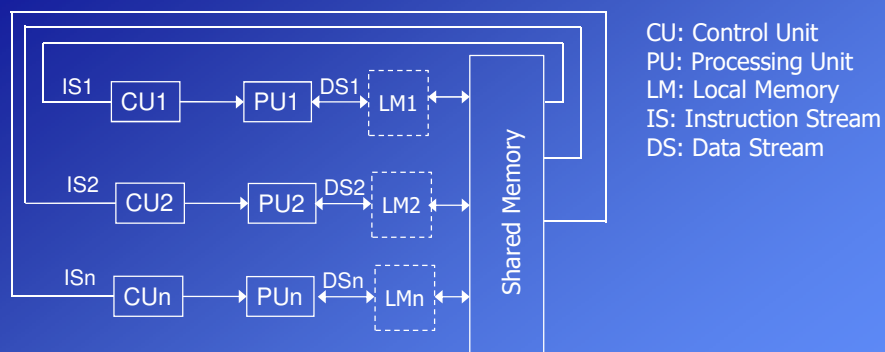 CU: Control Unit
PU: Processing Unit
LM: Local Memory
IS: Instruction Stream
DS: Data Stream
IS1 CU1 PU1 DS1 LM1
IS2 CU2 PU2 DS2 LM2
ISn CUn PUn DSn LMn
Shared Memory